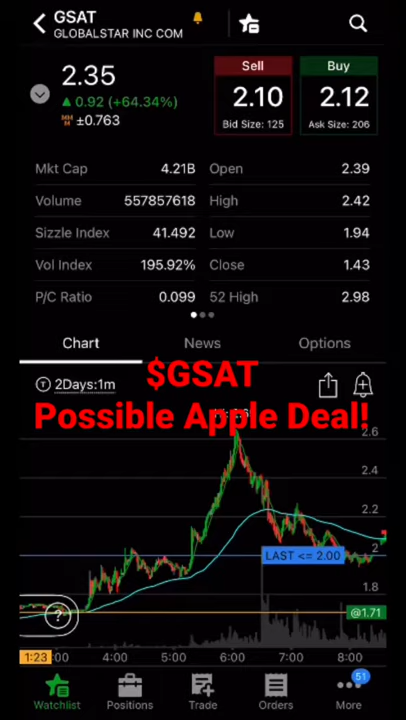 GSAT
GLOBALSTAR INC COM
2.35
0.92 (+64.34%)
MM
M
±0.763
Sell
2.10
Bid Size: 125
Buy
2.12
Ask Size: 206
Mkt Cap 4.21B Open 2.39
Volume 557857618 High 2.42
Sizzle Index 41.492 Low 1.94
Vol Index 195.92% Close 1.43
P/C Ratio 0.099 52 High 2.98
Chart News Options
T 2Days:1m
$GSAT
Possible Apple Deal!
2.6
2.4
2.2
LAST <= 2.00 2
1.8
@1.71
?
1:23 :00 4:00 5:00 6:00 7:00 8:00
51
Watchlist Positions Trade Orders More